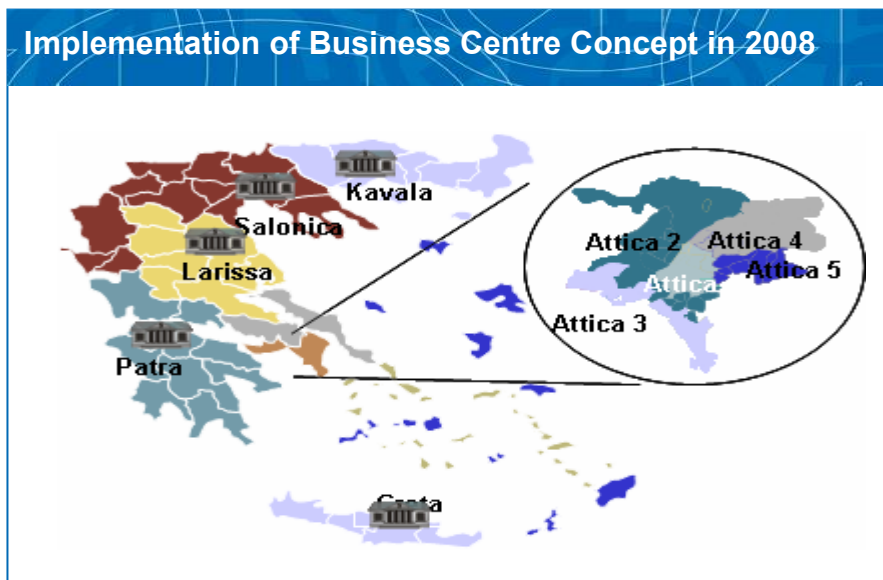 Implementation of Business Centre Concept in 2008
Kavala
Salonica
Larissa
Patra
Attica 2
Attica 4
Attica 5
Attica
Attica 3